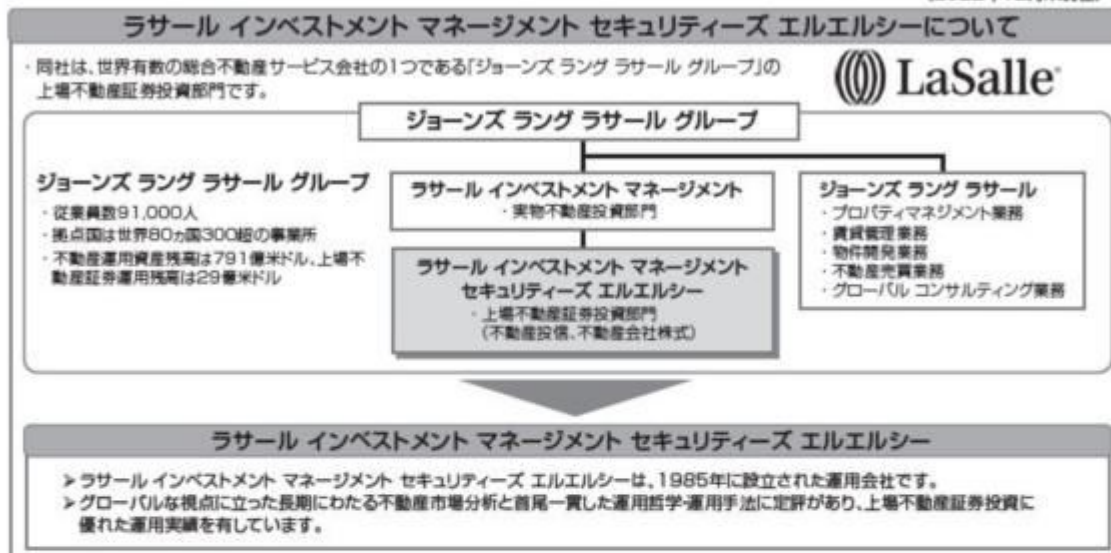 ラサール インベストメント マネージメント セキュリティーズ エルエルシーについて
・同社は、世界有数の総合不動産サービス会社の1つである「ジョーンズ ラング ラサール グループ」の
上場不動産証券投資部門です。
LaSalle
ジョーンズ ラング ラサール グループ
ジョーンズ ラング ラサール グループ
・従業員数91,000人
・拠点国は世界80ヵ国300超の事業所
・不動産運用資産残高は791億米ドル、上場不
動産証券運用残高は29億米ドル
ラサール インベストメント マネージメント
・実物不動産投資部門
ラサール インベストメント マネージメント
セキュリティーズ エルエルシー
・上場不動産証券投資部門
（不動産投信、不動産会社株式）
ジョーンズ ラング ラサール
・プロパティマネジメント業務
・賃貸管理業務
・物件開発業務
・不動産売買業務
・グローバル コンサルティング業務
ラサール インベストメント マネージメント セキュリティーズ エルエルシー
➢ラサール インベストメント マネージメント セキュリティーズ エルエルシーは、1985年に設立された運用会社です。
➢グローバルな視点に立った長期にわたる不動産市場分析と首尾一貫した運用哲学・運用手法に定評があり、上場不動産証券投資に
優れた運用実績を有しています。